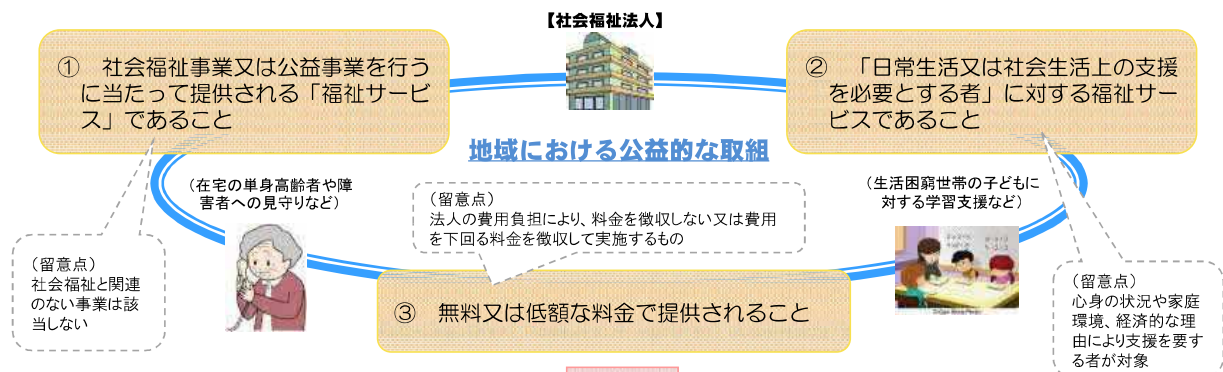 【社会福祉法人】
① 社会福祉事業又は公益事業を行う
に当たって提供される「福祉サービ
ス」であること
② 「日常生活又は社会生活上の支援
を必要とする者」に対する福祉サー
ビスであること
地域における公益的な取組
(在宅の単身高齢者や障
害者への見守りなど)
(留意点)
法人の費用負担により、料金を徴収しない又は費用
を下回る料金を徴収して実施するもの
(生活困窮世帯の子どもに
対する学習支援など)
(留意点)
社会福祉と関連
のない事業は該
当しない
③ 無料又は低額な料金で提供されること
(留意点)
心身の状況や家庭
環境、経済的な理
由により支援を要す
る者が対象